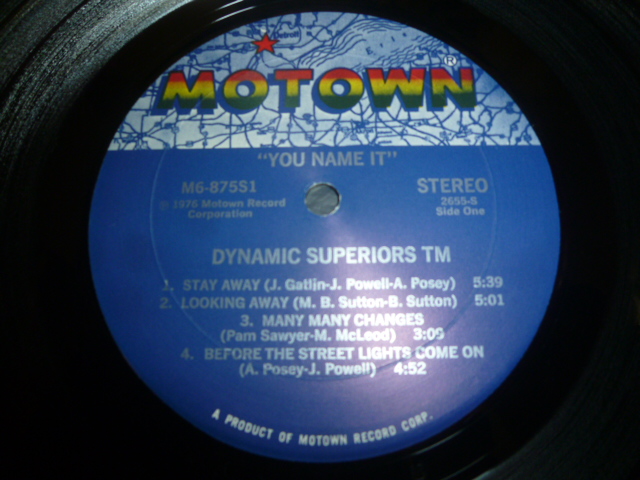 MOTOWN®
"YOU NAME IT"
M6-875S1
STEREO
℗ 1976 Motown Record
Corporation
2655-S
Side One
DYNAMIC SUPERIORS TM
1. STAY AWAY (J. Gatlin-J. Powell-A. Posey) 5:39
2. LOOKING AWAY (M. B. Sutton-B. Sutton) 5:01
3. MANY MANY CHANGES
(Pam Sawyer-M. McLeod) 3:09
4. BEFORE THE STREET LIGHTS COME ON
(A. Posey-J. Powell) 4:52
A PRODUCT OF MOTOWN RECORD CORP.